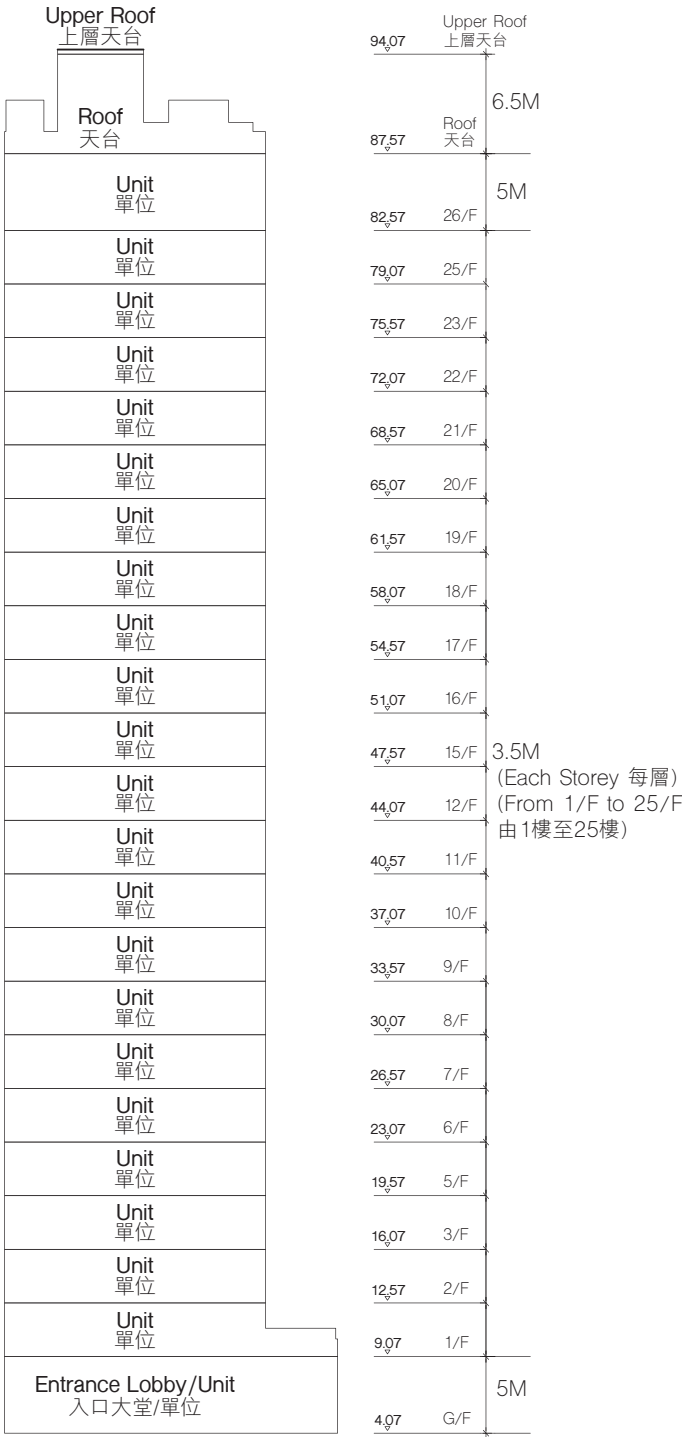 Upper Roof
上層天台
Roof
天台
Unit
單位
Unit
單位
Unit
單位
Unit
單位
Unit
單位
Unit
單位
Unit
單位
Unit
單位
Unit
單位
Unit
單位
Unit
單位
Unit
單位
Unit
單位
Unit
單位
Unit
單位
Unit
單位
Unit
單位
Unit
單位
Unit
單位
Unit
單位
Unit
單位
Unit
單位
Entrance Lobby/Unit
入口大堂/單位
94.07 Upper Roof
上層天台
6.5M
87.57 Roof
天台
5M
82.57 26/F
79.07 25/F
75.57 23/F
72.07 22/F
68.57 21/F
65.07 20/F
61.57 19/F
58.07 18/F
54.57 17/F
51.07 16/F
47.57 15/F
44.07 12/F
40.57 11/F
37.07 10/F
33.57 9/F
30.07 8/F
26.57 7/F
23.07 6/F
19.57 5/F
16.07 3/F
12.57 2/F
9.07 1/F
3.5M
(Each Storey 每層)
(From 1/F to 25/F
由1樓至25樓)
5M
4.07 G/F